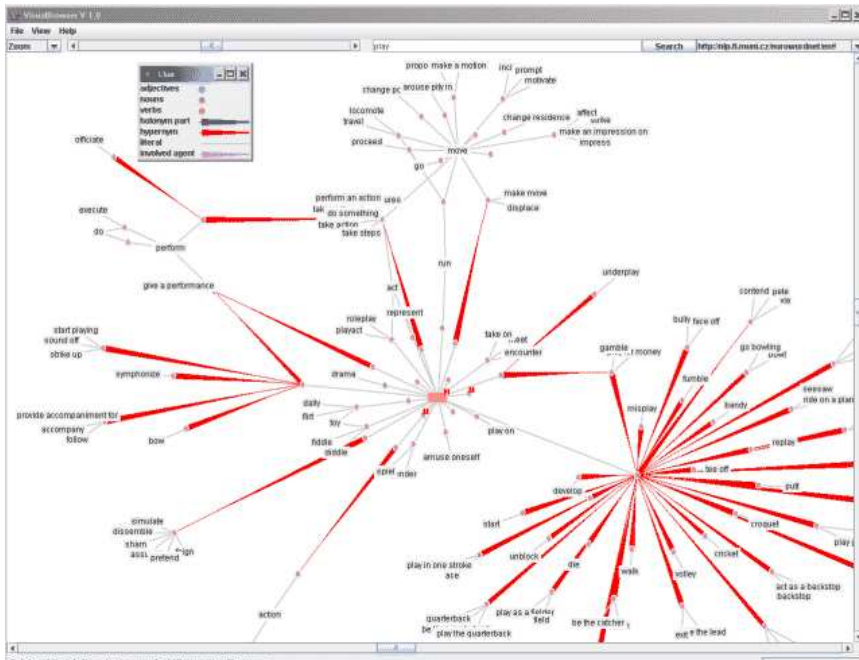 VisualBrowser V 1.0
File View Help
Zoom
play
Search
http://nlp.fi.muni.cz/eurowordnet/en#
adjectives
nouns
verbs
holonym part
hypernym
literal
involved agent
make a motion
prompt
motivate
locomote
travel
proceed
go
move
change residence
affect
make an impression on
impress
officiate
execute
do
perform
give a performance
perform an action
do something
take action
take steps
make move
displace
run
act
represent
roleplay
playact
drama
underplay
take on
encounter
gamble
contend
vie
bully
face off
go bowling
start playing
sound off
strike up
symphonize
provide accompaniment for
accompany
follow
bow
dally
flirt
toy
fiddle
diddle
play on
amuse oneself
fumble
misplay
bandy
seesaw
replay
tee off
putt
develop
croquet
start
cricket
unblock
play in one stroke
ace
die
walk
volley
act as a backstop
backstop
simulate
dissemble
sham
pretend
action
quarterback
play the quarterback
field
be the catcher